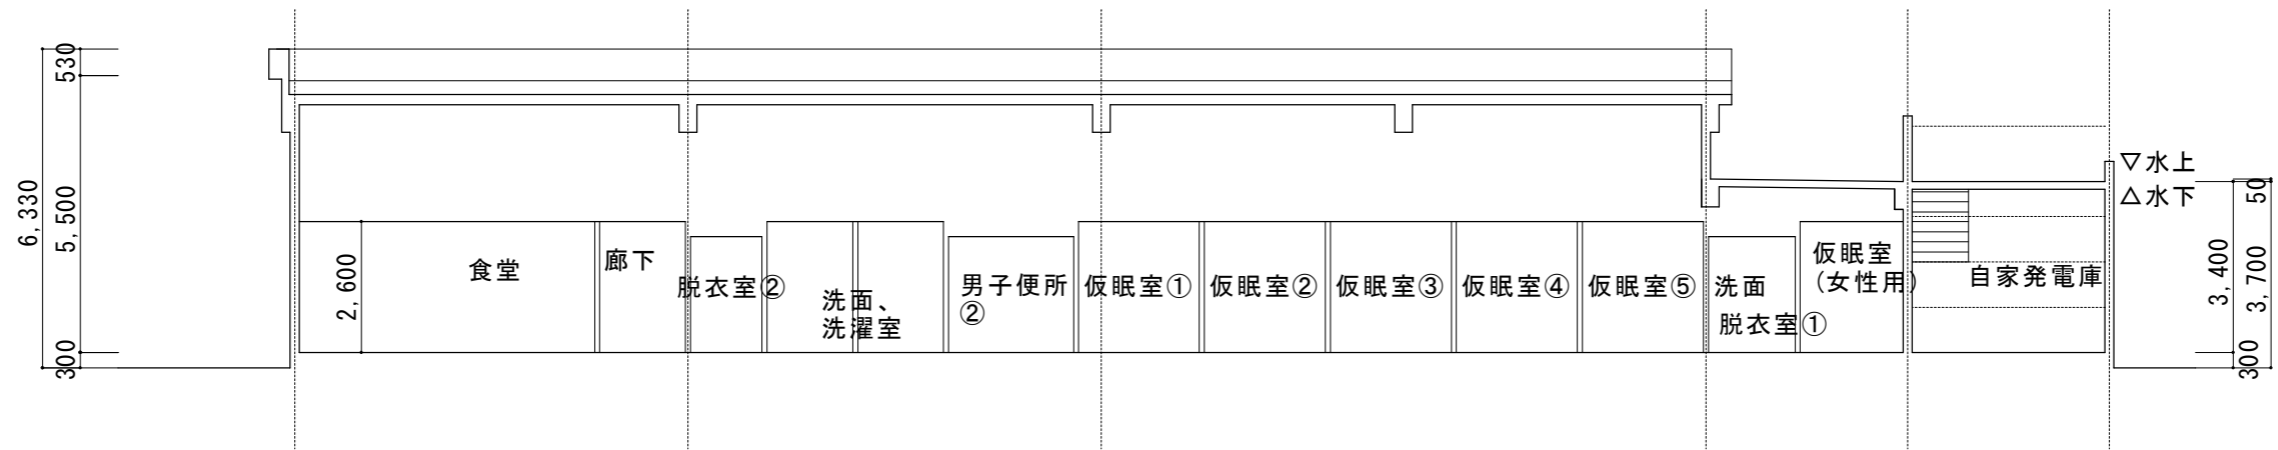 530
5,500
6,330
300
2,600
食堂
廊下
脱衣室②
洗面、
洗濯室
男子便所
②
仮眠室①
仮眠室②
仮眠室③
仮眠室④
仮眠室⑤
洗面
脱衣室①
仮眠室
(女性用)
自家発電庫
▽水上
△水下
50
3,400
3,700
300